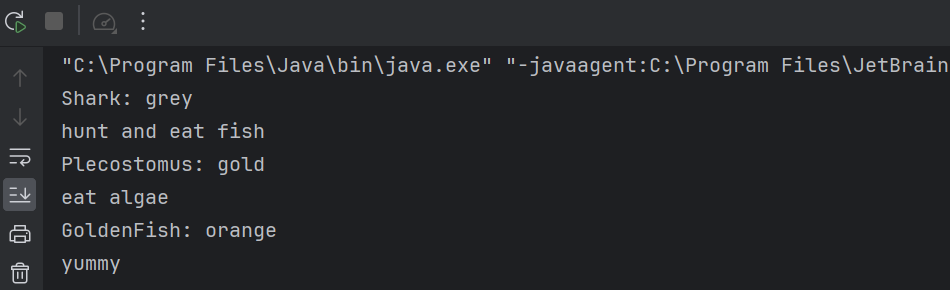 "C:\Program Files\Java\bin\java.exe" "-javaagent:C:\Program Files\JetBrain
Shark: grey
hunt and eat fish
Plecostomus: gold
eat algae
GoldenFish: orange
yummy